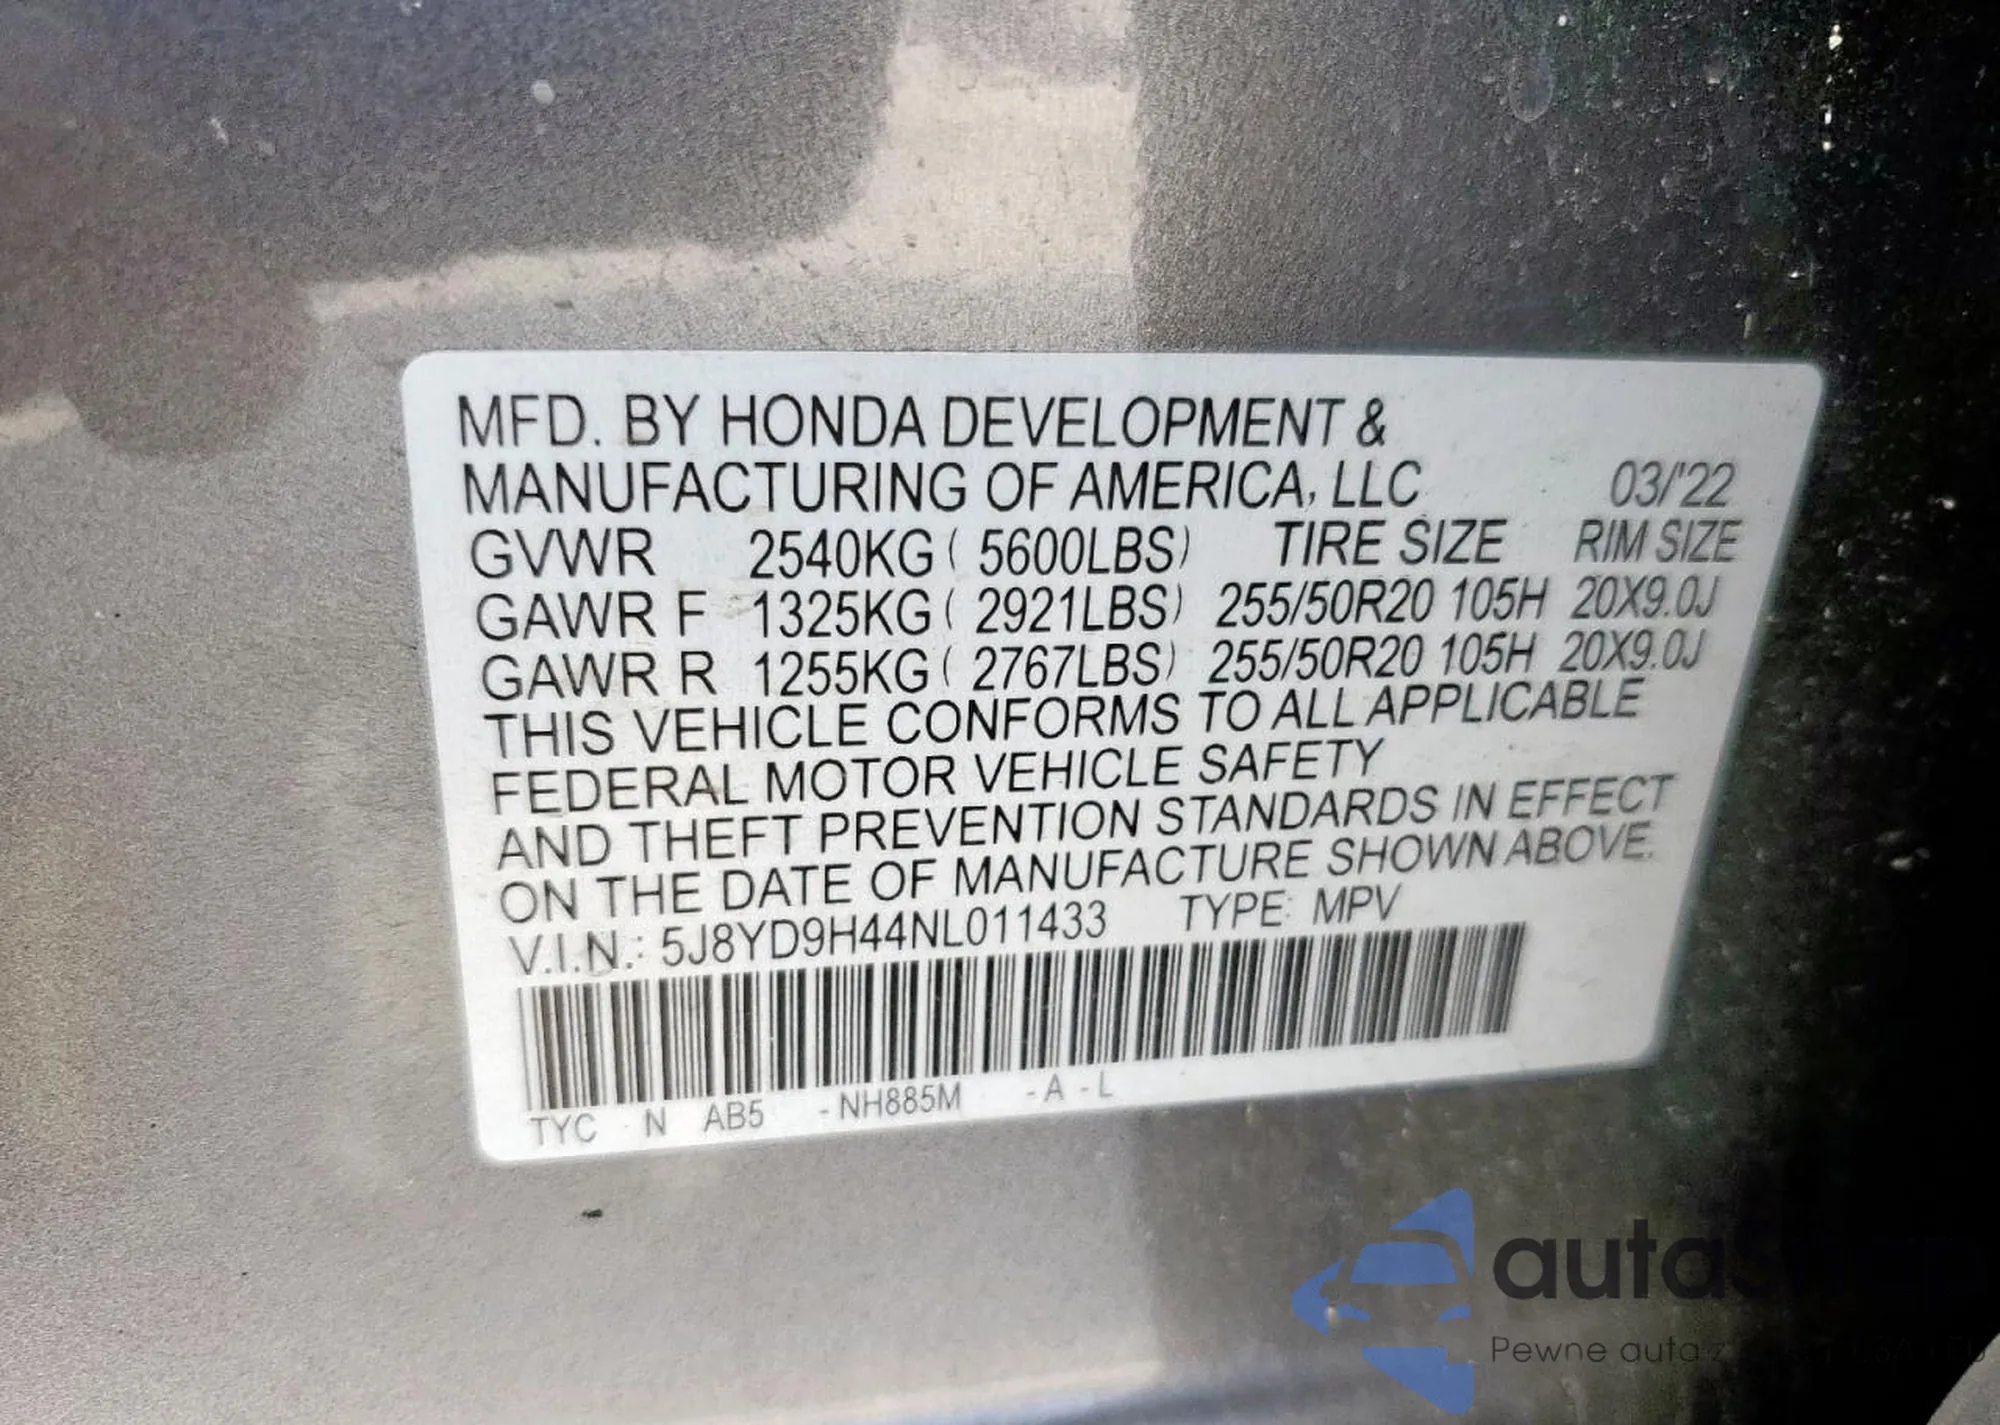 MFD. BY HONDA DEVELOPMENT &
MANUFACTURING OF AMERICA, LLC 03/'22
GVWR 2540KG ( 5600LBS) TIRE SIZE RIM SIZE
GAWR F 1325KG ( 2921LBS) 255/50R20 105H 20X9.0J
GAWR R 1255KG ( 2767LBS) 255/50R20 105H 20X9.0J
THIS VEHICLE CONFORMS TO ALL APPLICABLE
FEDERAL MOTOR VEHICLE SAFETY
AND THEFT PREVENTION STANDARDS IN EFFECT
ON THE DATE OF MANUFACTURE SHOWN ABOVE.
V.I.N.: 5J8YD9H44NL011433 TYPE: MPV
TYC N AB5 -NH885M -A -L
Pewne auta z